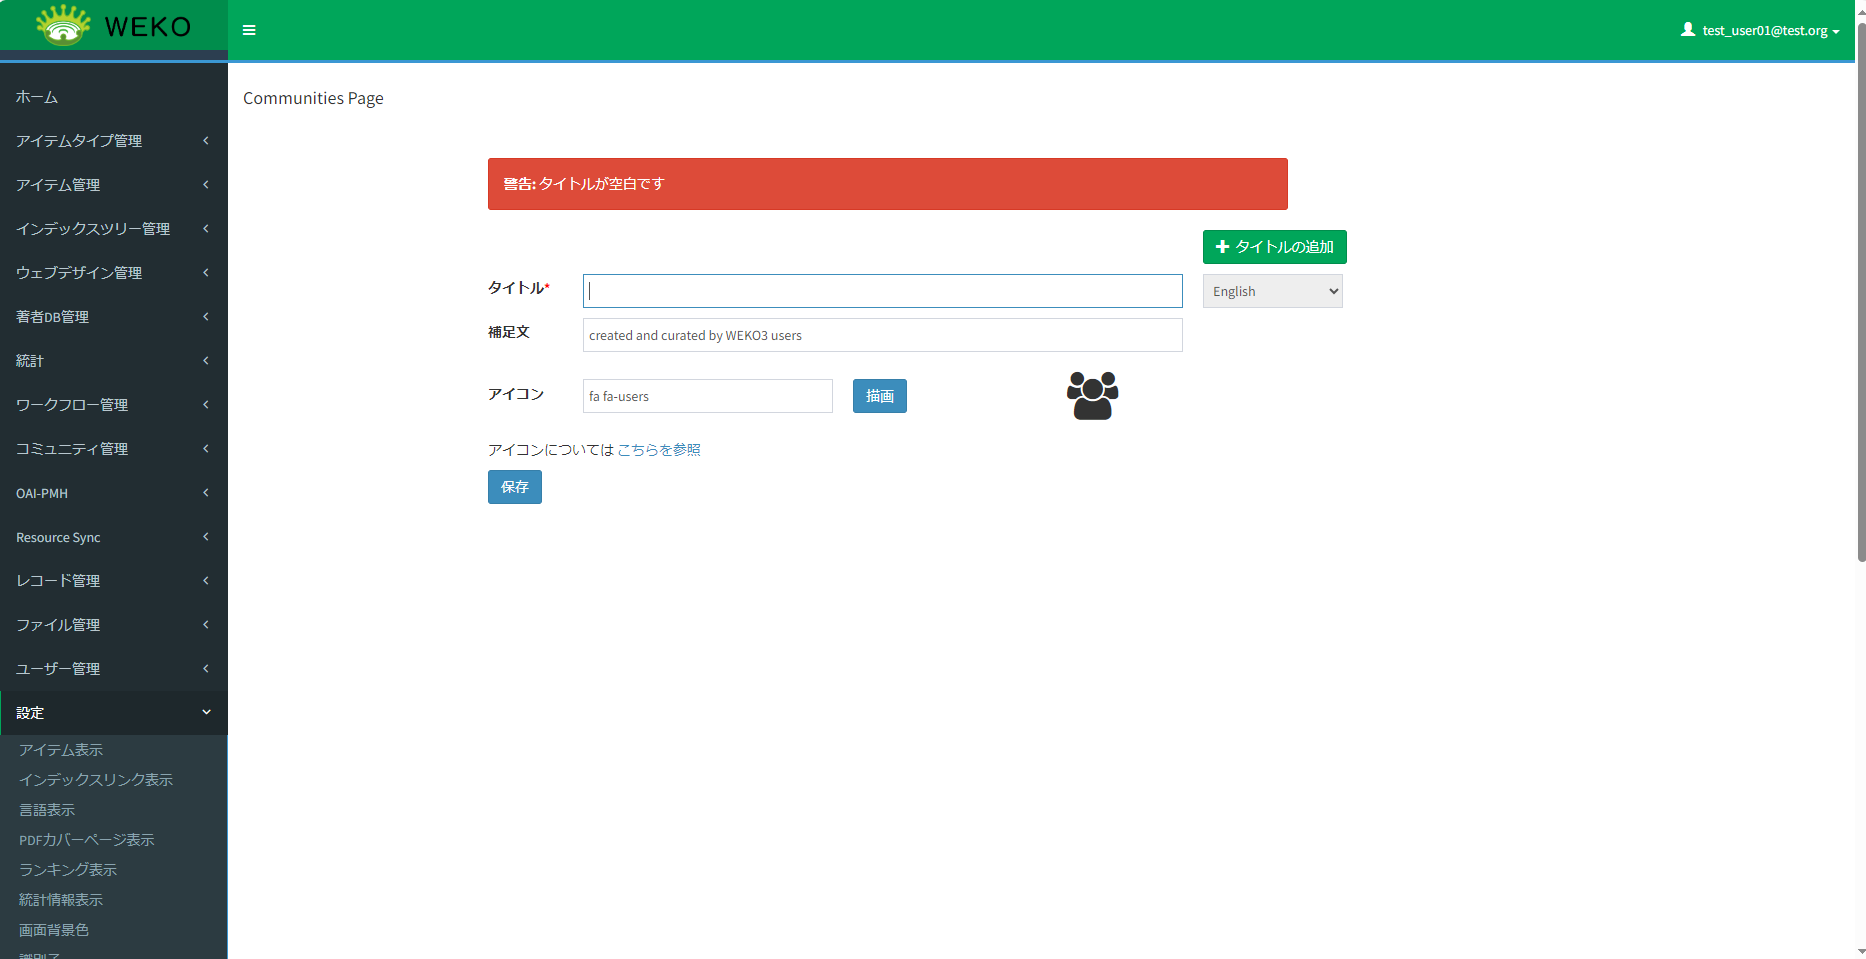 WEKO
test_user01@test.org
ホーム
アイテムタイプ管理
アイテム管理
インデックスツリー管理
ウェブデザイン管理
著者DB管理
統計
ワークフロー管理
コミュニティ管理
OAI-PMH
Resource Sync
レコード管理
ファイル管理
ユーザー管理
設定
アイテム表示
インデックスリンク表示
言語表示
PDFカバーページ表示
ランキング表示
統計情報表示
画面背景色
Communities Page
警告: タイトルが空白です
タイトルの追加
タイトル* English
補足文 created and curated by WEKO3 users
アイコン fa fa-users 描画
アイコンについては こちらを参照
保存